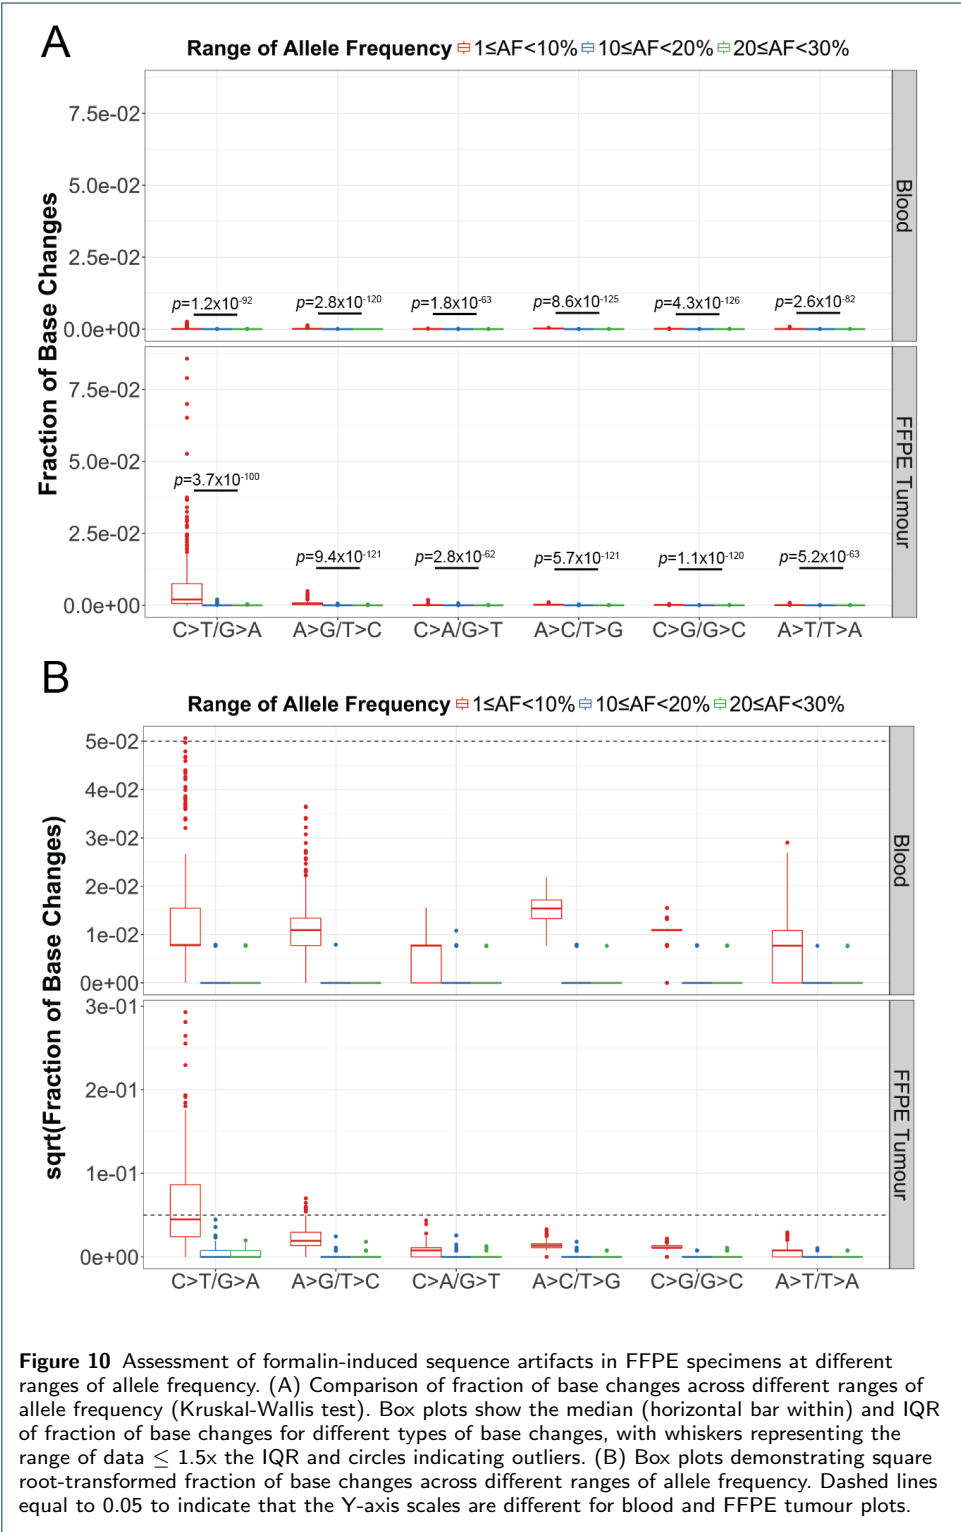 A
Range of Allele Frequency 1≤AF<10% 10≤AF<20% 20≤AF<30%
Fraction of Base Changes
7.5e-02
5.0e-02
2.5e-02
0.0e+00
p=1.2x10-92 p=2.8x10-120 p=1.8x10-63 p=8.6x10-125 p=4.3x10-126 p=2.6x10-82
Blood
7.5e-02
5.0e-02
2.5e-02
0.0e+00
p=3.7x10-100
p=9.4x10-121 p=2.8x10-62 p=5.7x10-121 p=1.1x10-120 p=5.2x10-63
FFPE Tumour
C>T/G>A A>G/T>C C>A/G>T A>C/T>G C>G/G>C A>T/T>A
B
Range of Allele Frequency 1≤AF<10% 10≤AF<20% 20≤AF<30%
sqrt(Fraction of Base Changes)
5e-02
4e-02
3e-02
2e-02
1e-02
0e+00
Blood
3e-01
2e-01
1e-01
0e+00
FFPE Tumour
C>T/G>A A>G/T>C C>A/G>T A>C/T>G C>G/G>C A>T/T>A
Figure 10 Assessment of formalin-induced sequence artifacts in FFPE specimens at different
ranges of allele frequency. (A) Comparison of fraction of base changes across different ranges of
allele frequency (Kruskal-Wallis test). Box plots show the median (horizontal bar within) and IQR
of fraction of base changes for different types of base changes, with whiskers representing the
range of data ≤ 1.5x the IQR and circles indicating outliers. (B) Box plots demonstrating square
root-transformed fraction of base changes across different ranges of allele frequency. Dashed lines
equal to 0.05 to indicate that the Y-axis scales are different for blood and FFPE tumour plots.